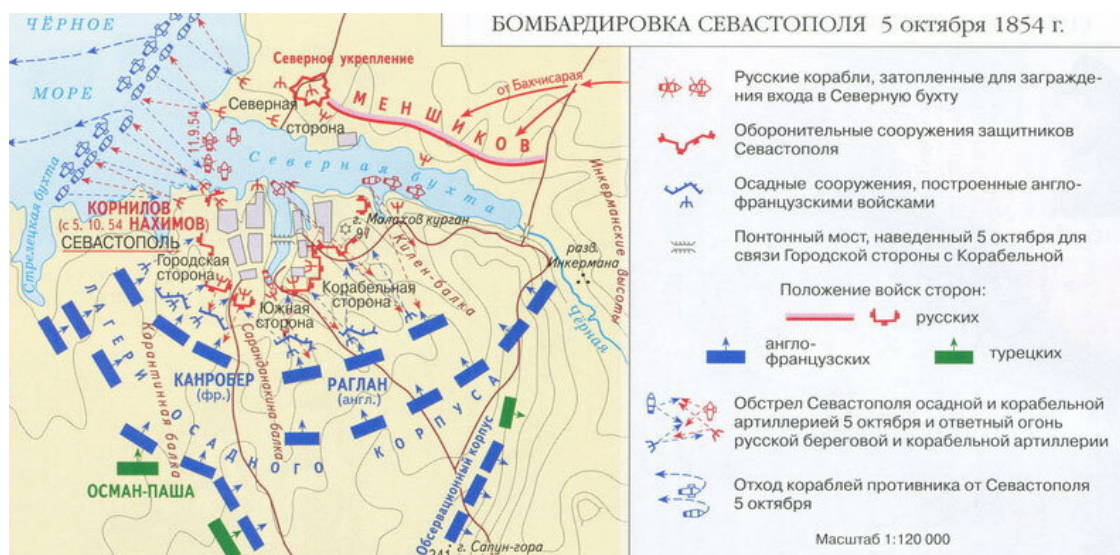 БОМБАРДИРОВКА СЕВАСТОПОЛЯ 5 октября 1854 г.
ЧЁРНОЕ
МОРЕ
Северное укрепление
Северная
сторона
11.9.54
МЕНШИКОВ
от Бахчисарая
Северная бухта
Стрелецкая бухта
КОРНИЛОВ
(с 5. 10. 54 НАХИМОВ)
СЕВАСТОПОЛЬ
Городская
сторона
Южная
сторона
Корабельная
сторона
г. Малахов курган
97
Килен-балка
разв.
Инкермана
Инкерманские высоты
Чёрная
ЛАГЕРИ ОСАДНОГО КОРПУСА
Карантинная балка
КАНРОБЕР
(фр.)
Сарандинакина балка
РАГЛАН
(англ.)
ОСМАН-ПАША
Обсервационный корпус
241 г. Сапун-гора
Русские корабли, затопленные для загражде-
ния входа в Северную бухту
Оборонительные сооружения защитников
Севастополя
Осадные сооружения, построенные англо-
французскими войсками
Понтонный мост, наведенный 5 октября для
связи Городской стороны с Корабельной
Положение войск сторон:
русских
англо-
французских
турецких
Обстрел Севастополя осадной и корабельной
артиллерией 5 октября и ответный огонь
русской береговой и корабельной артиллерии
Отход кораблей противника от Севастополя
5 октября
Масштаб 1:120 000